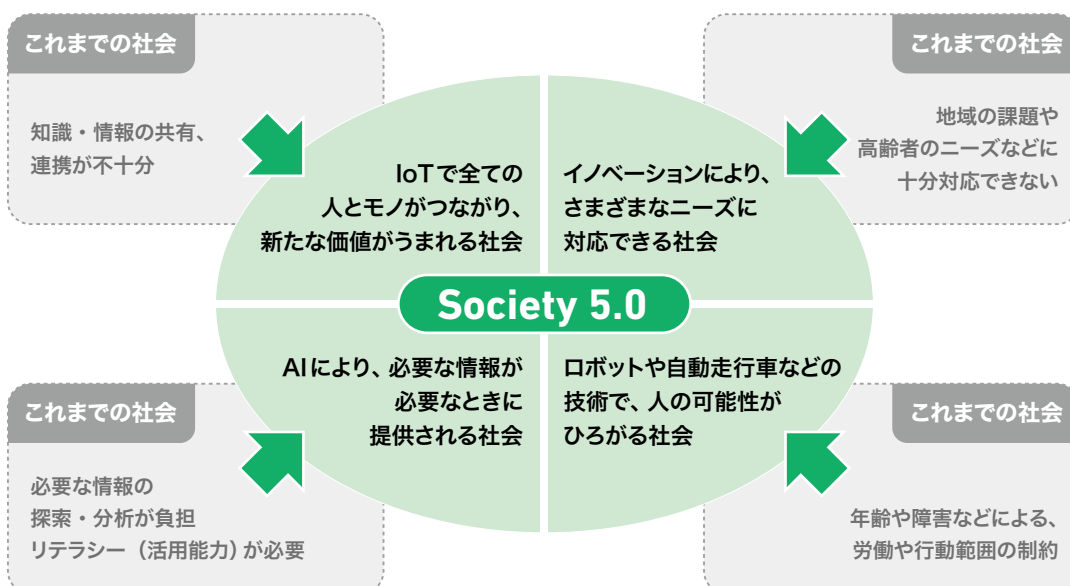 これまでの社会
知識・情報の共有、
連携が不十分
IoTで全ての
人とモノがつながり、
新たな価値がうまれる社会
これまでの社会
地域の課題や
高齢者のニーズなどに
十分対応できない
イノベーションにより、
さまざまなニーズに
対応できる社会
Society 5.0
これまでの社会
必要な情報の
探索・分析が負担
リテラシー（活用能力）が必要
AIにより、必要な情報が
必要なときに
提供される社会
これまでの社会
年齢や障害などによる、
労働や行動範囲の制約
ロボットや自動走行車などの
技術で、人の可能性が
ひろがる社会